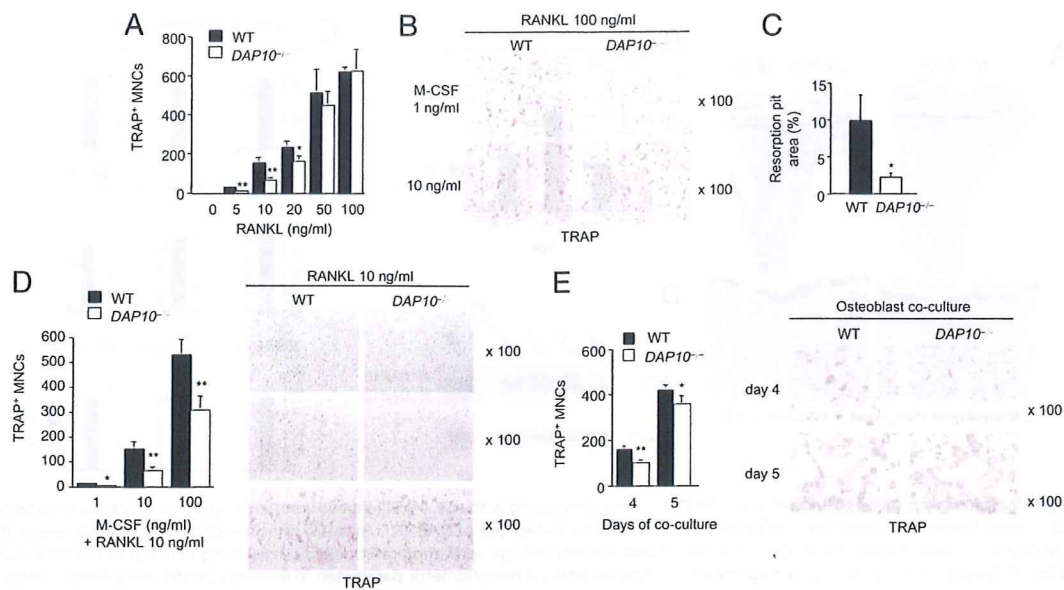 A
WT
DAP10−/−
TRAP+ MNCs
800
600
400
200
0
** ** *
0 5 10 20 50 100
RANKL (ng/ml)
B
RANKL 100 ng/ml
WT DAP10−
M-CSF
1 ng/ml
x 100
10 ng/ml
x 100
TRAP
C
Resorption pit
area (%)
15
10
5
0
*
WT DAP10−/−
D
WT
DAP10−
TRAP+ MNCs
600
500
400
300
200
100
0
* ** **
1 10 100
M-CSF (ng/ml)
+ RANKL 10 ng/ml
RANKL 10 ng/ml
WT DAP10−/−
x 100
x 100
x 100
TRAP
E
WT
DAP10−/−
TRAP+ MNCs
600
400
200
0
** *
4 5
Days of co-culture
Osteoblast co-culture
WT DAP10
day 4
x 100
day 5
x 100
TRAP